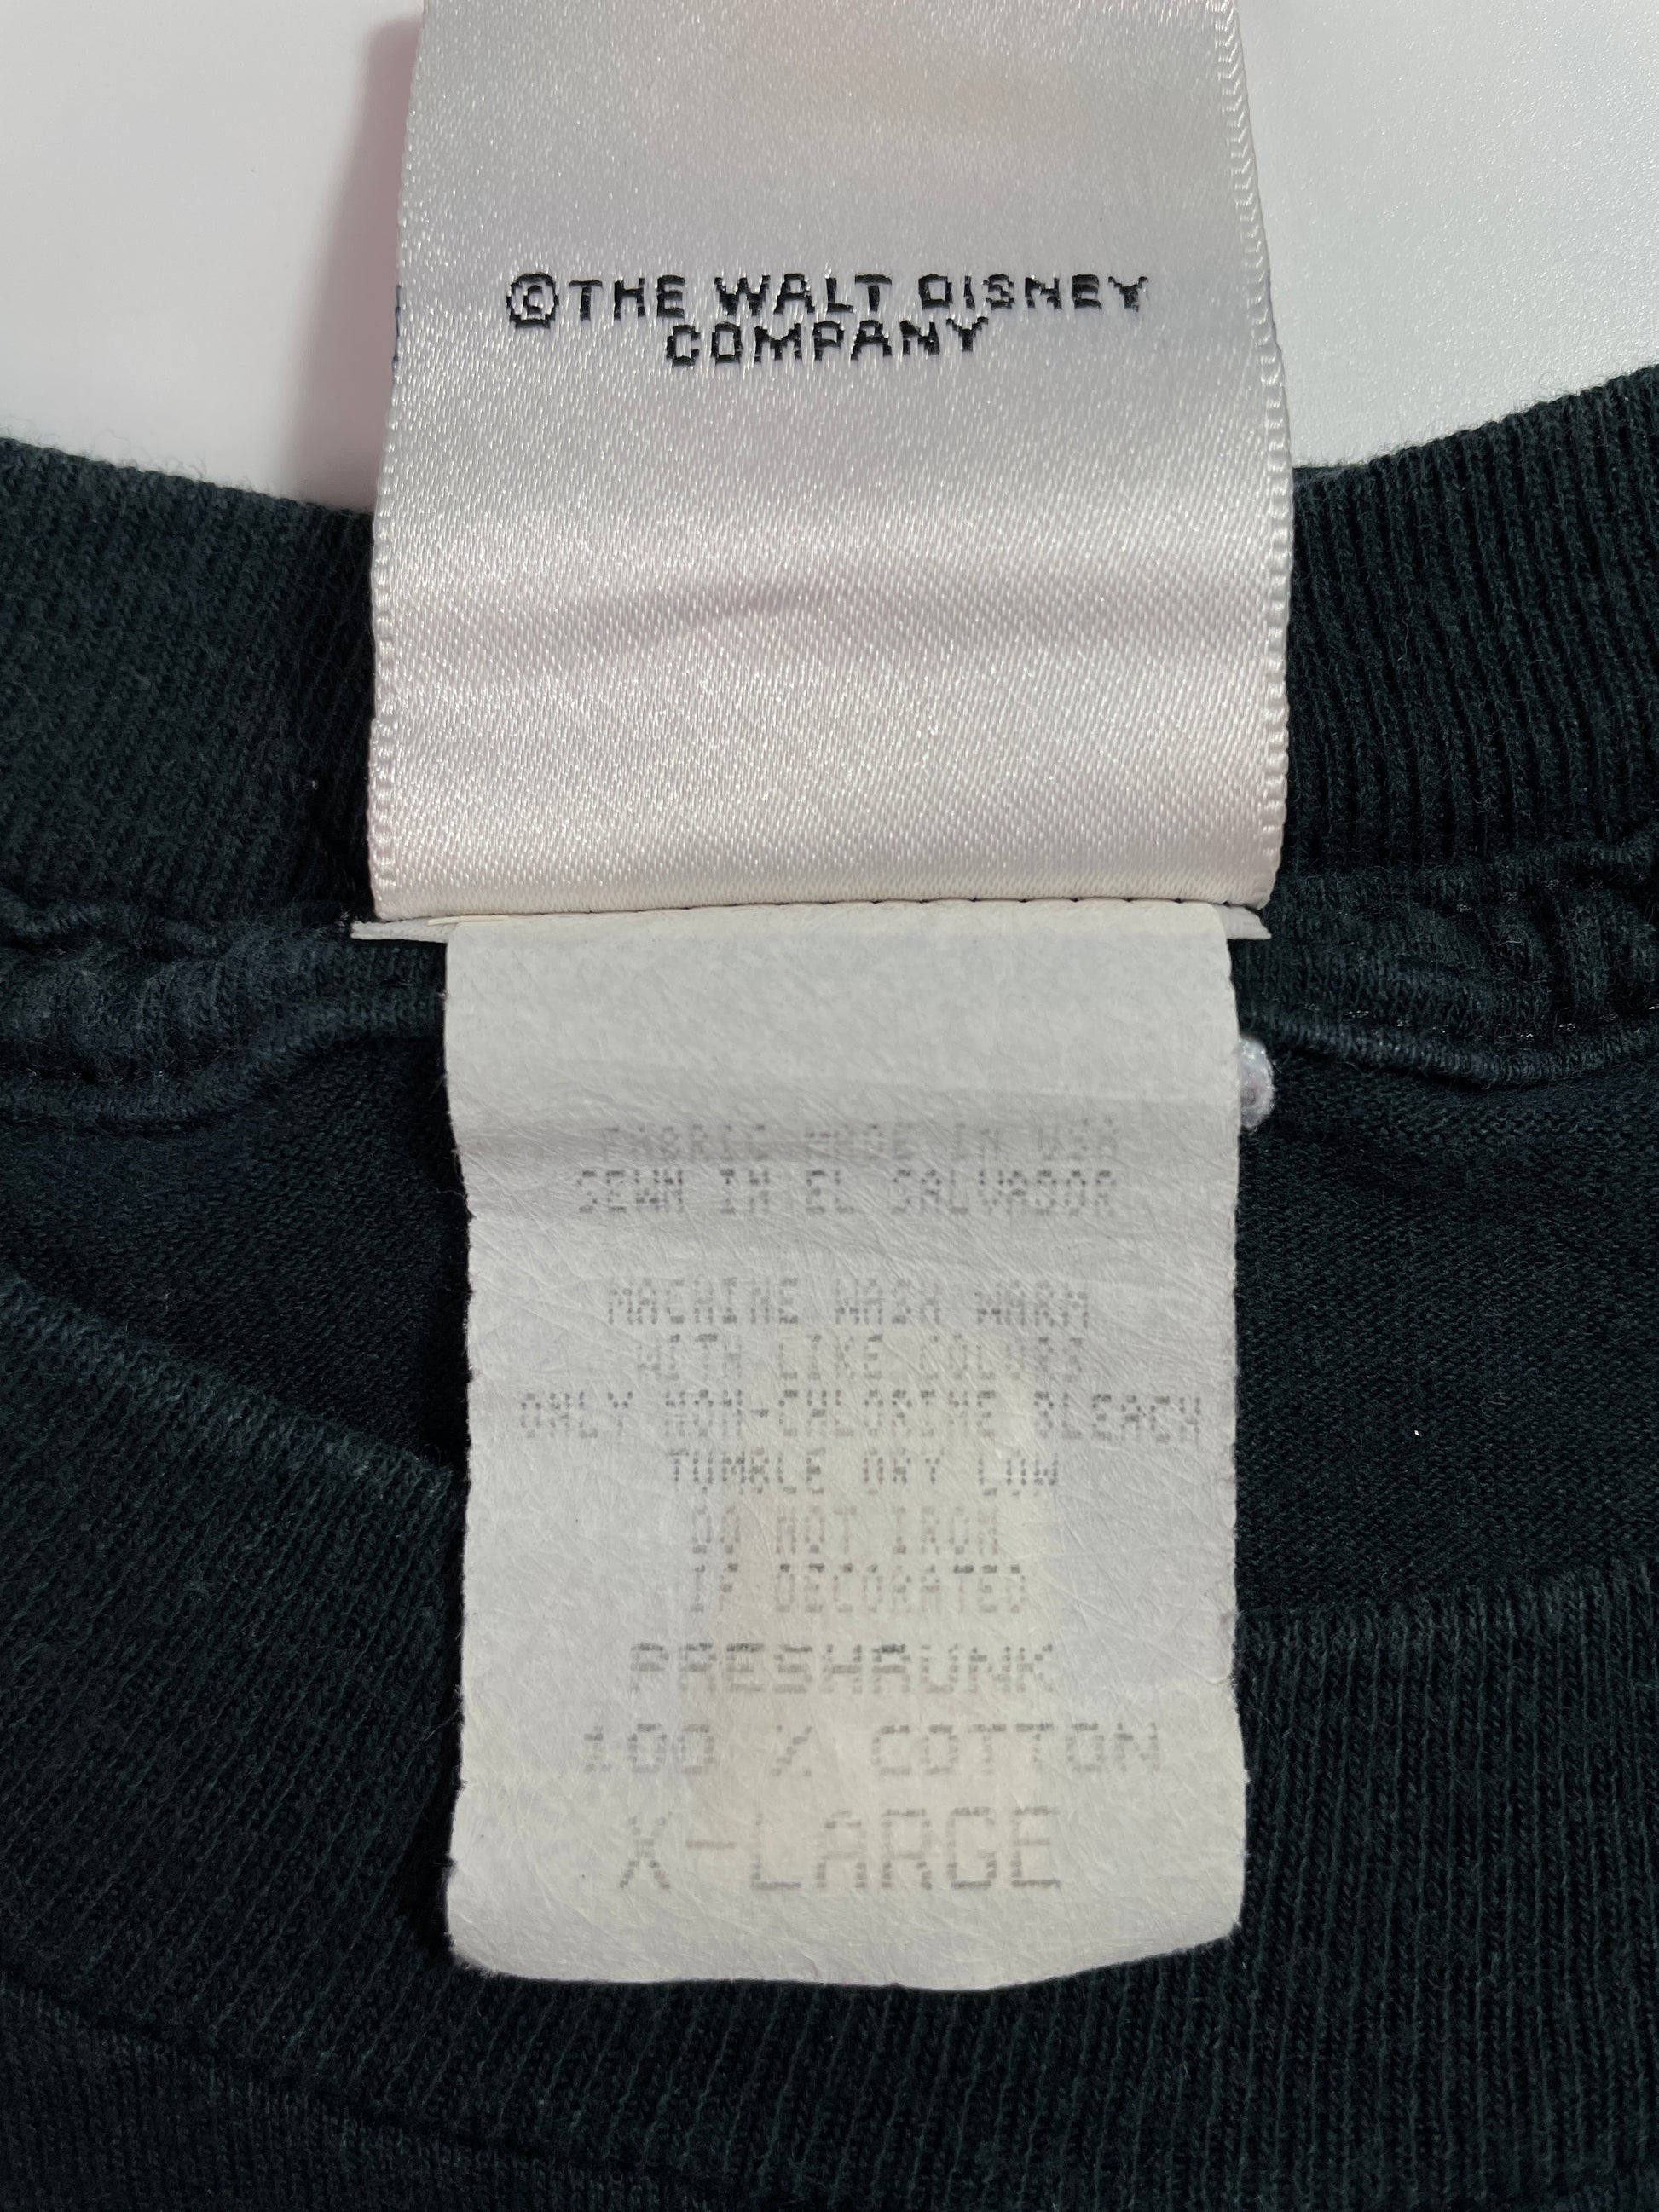 ©THE WALT DISNEY
COMPANY
FABRIC MADE IN USA
SEWN IN EL SALVADOR
MACHINE WASH WARM
WITH LIKE COLORS
ONLY NON-CHLORINE BLEACH
TUMBLE DRY LOW
DO NOT IRON
IF DECORATED
PRESHRUNK
100 % COTTON
X-LARGE